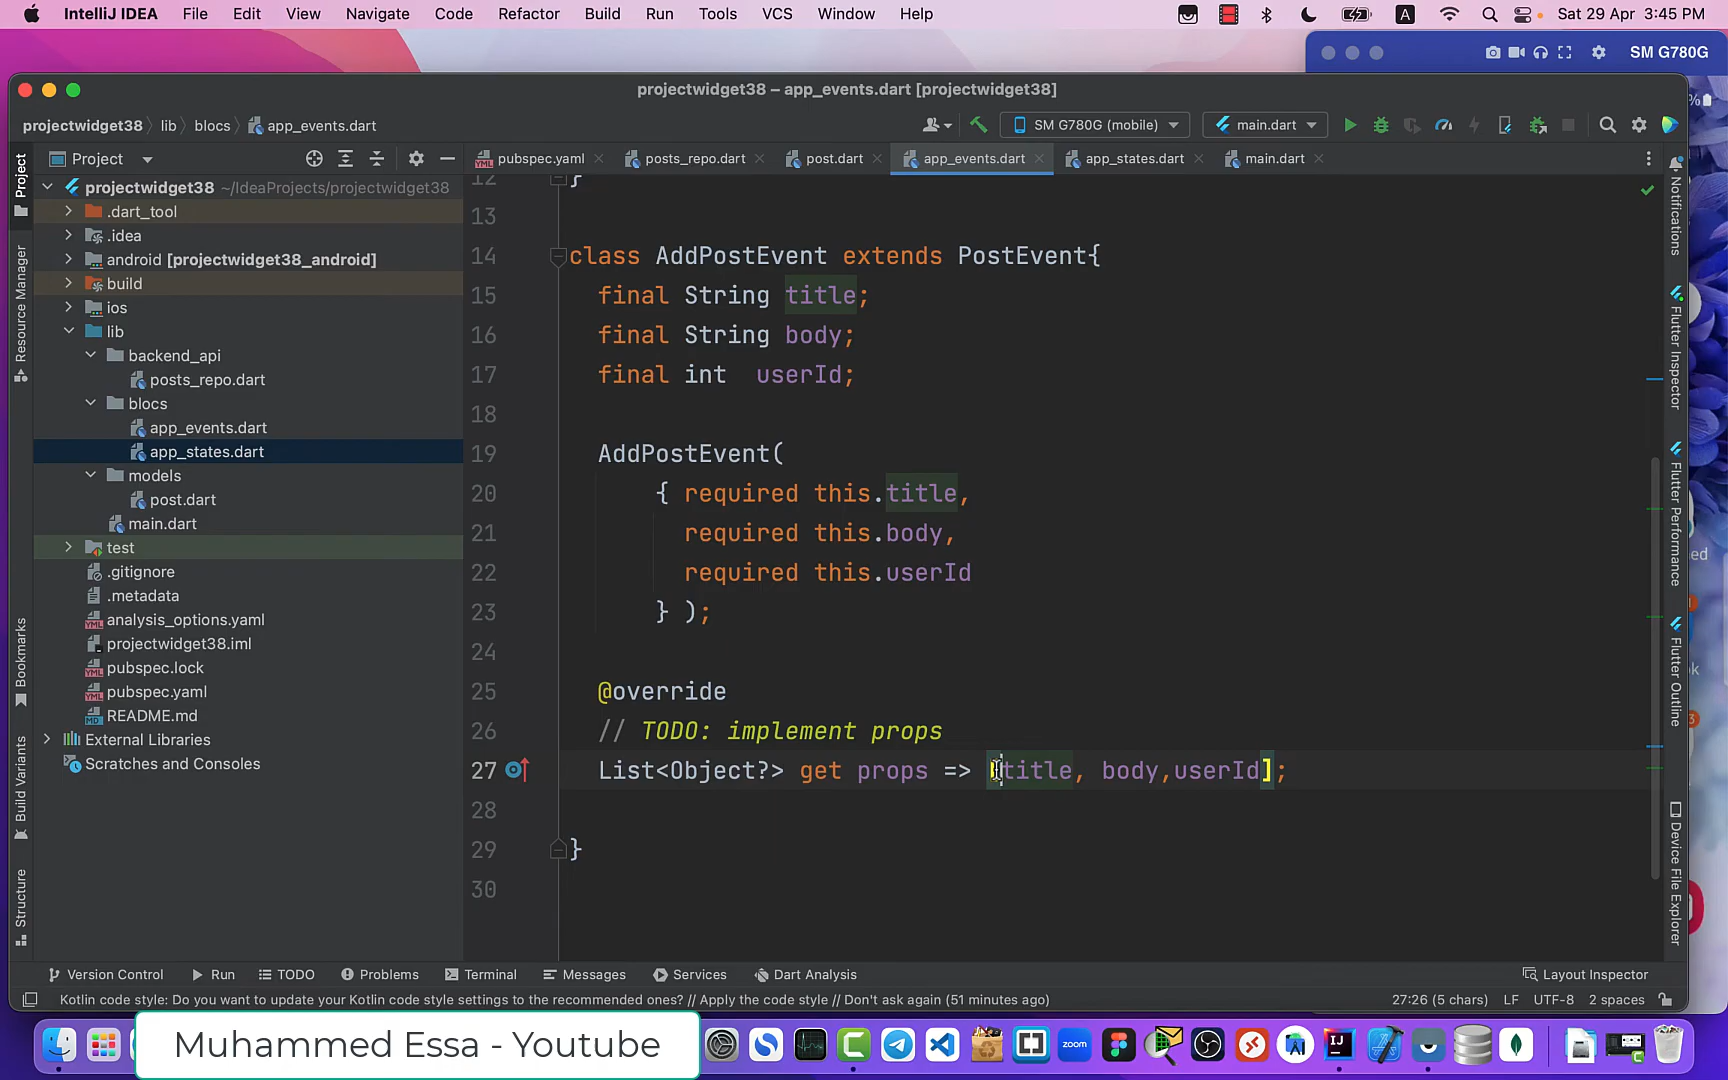 IntelliJ IDEA File Edit View Navigate Code Refactor Build Run Tools VCS Window Help A Sat 29 Apr 3:45 PM
SM G780G
projectwidget38 – app_events.dart [projectwidget38]
projectwidget38 lib blocs app_events.dart SM G780G (mobile) main.dart
Project
pubspec.yaml posts_repo.dart post.dart app_events.dart app_states.dart main.dart
projectwidget38 ~/IdeaProjects/projectwidget38
.dart_tool
.idea
android [projectwidget38_android]
build
ios
lib
backend_api
posts_repo.dart
blocs
app_events.dart
app_states.dart
models
post.dart
main.dart
test
.gitignore
.metadata
analysis_options.yaml
projectwidget38.iml
pubspec.lock
pubspec.yaml
README.md
External Libraries
Scratches and Consoles
Project
Resource Manager
Bookmarks
Build Variants
Structure
12 }
13
14 class AddPostEvent extends PostEvent{
15 final String title;
16 final String body;
17 final int userId;
18
19 AddPostEvent(
20 { required this.title,
21 required this.body,
22 required this.userId
23 } );
24
25 @override
26 // TODO: implement props
27 List<Object?> get props => [title, body,userId];
28
29 }
30
Notifications
Flutter Inspector
Flutter Performance
Flutter Outline
Device File Explorer
Version Control Run TODO Problems Terminal Messages Services Dart Analysis Layout Inspector
Kotlin code style: Do you want to update your Kotlin code style settings to the recommended ones? // Apply the code style // Don't ask again (51 minutes ago) 27:26 (5 chars) LF UTF-8 2 spaces
Muhammed Essa - Youtube
zoom
IJ